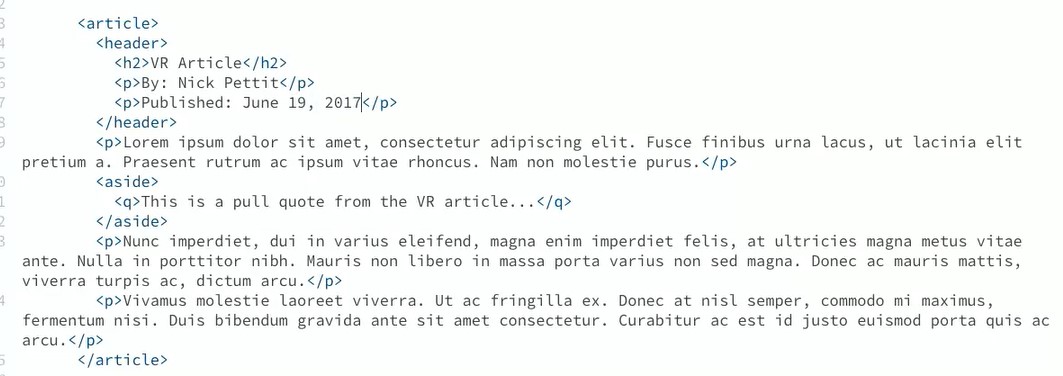 2
3 <article>
4 <header>
5 <h2>VR Article</h2>
6 <p>By: Nick Pettit</p>
7 <p>Published: June 19, 2017</p>
8 </header>
9 <p>Lorem ipsum dolor sit amet, consectetur adipiscing elit. Fusce finibus urna lacus, ut lacinia elit
pretium a. Praesent rutrum ac ipsum vitae rhoncus. Nam non molestie purus.</p>
0 <aside>
1 <q>This is a pull quote from the VR article...</q>
2 </aside>
3 <p>Nunc imperdiet, dui in varius eleifend, magna enim imperdiet felis, at ultricies magna metus vitae
ante. Nulla in porttitor nibh. Mauris non libero in massa porta varius non sed magna. Donec ac mauris mattis,
viverra turpis ac, dictum arcu.</p>
4 <p>Vivamus molestie laoreet viverra. Ut ac fringilla ex. Donec at nisl semper, commodo mi maximus,
fermentum nisi. Duis bibendum gravida ante sit amet consectetur. Curabitur ac est id justo euismod porta quis ac
arcu.</p>
5 </article>